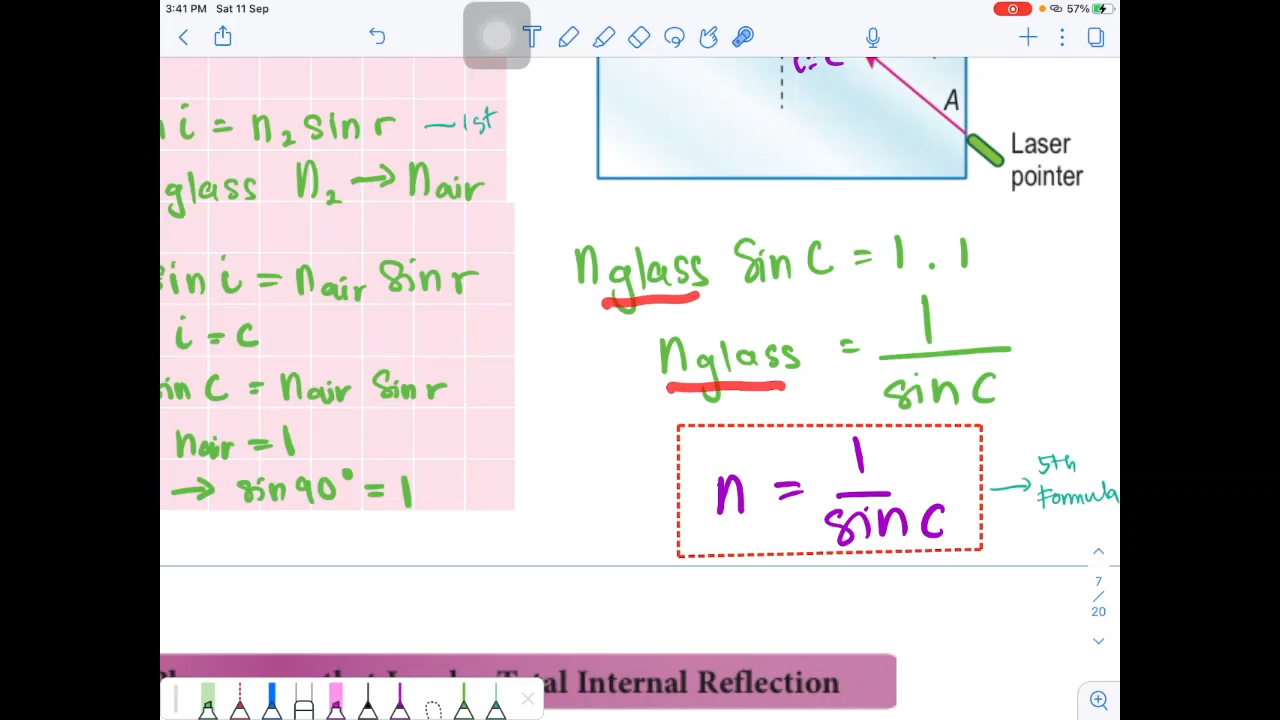 3:41 PM Sat 11 Sep
57%
i = n₂ sin r — 1st
glass n₂ → nair
sin i = nair sin r
i = c
in c = nair sin r
nair = 1
→ sin 90° = 1
A
Laser
pointer
nglass sin c = 1 . 1
nglass = 1 / sin c
n = 1 / sin c → 5th
Formula
7
/
20
Total Internal Reflection